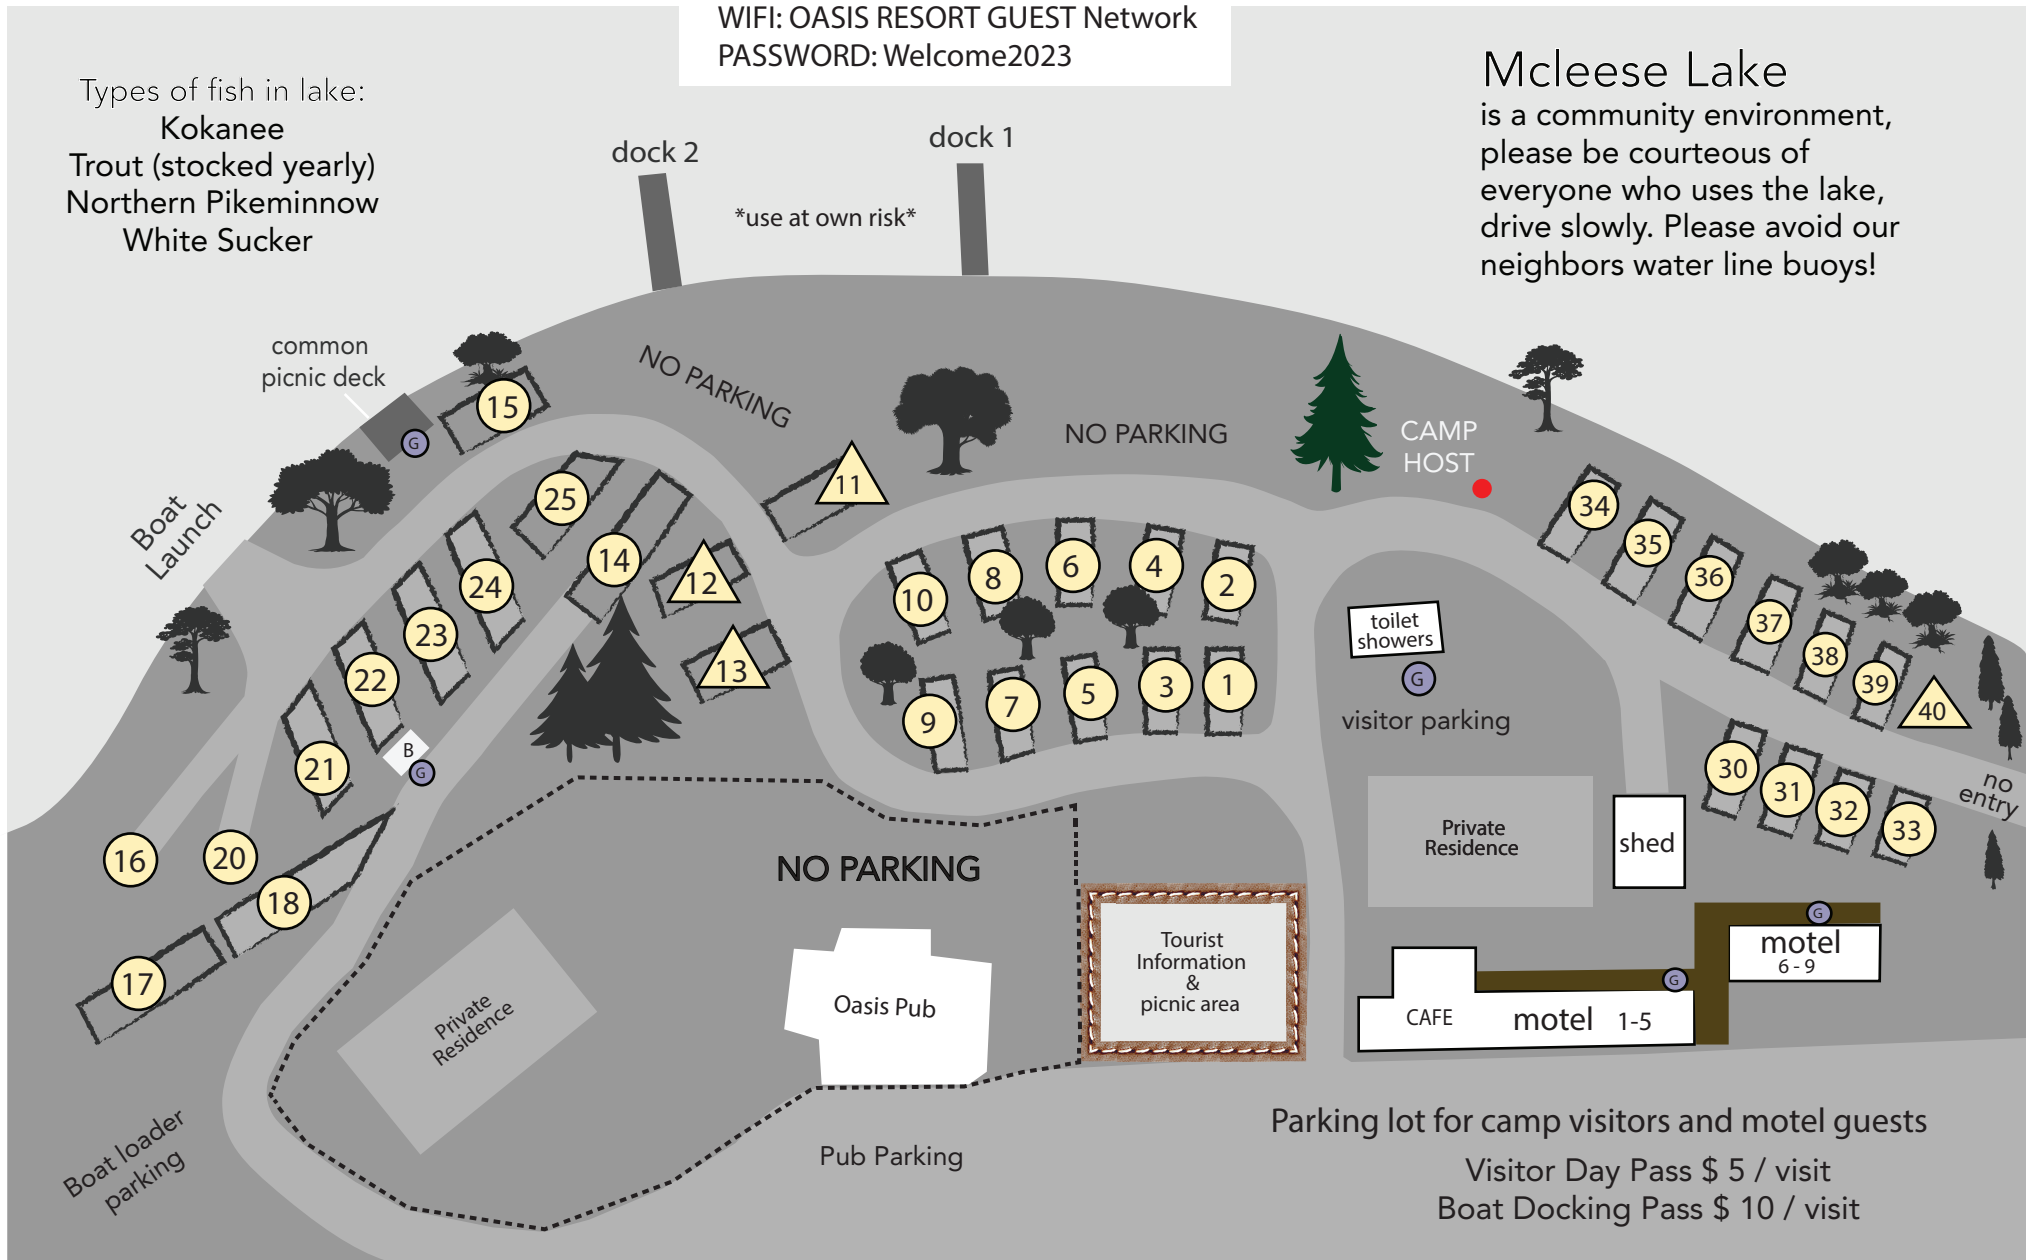 WIFI: OASIS RESORT GUEST Network
PASSWORD: Welcome2023
Types of fish in lake:
Kokanee
Trout (stocked yearly)
Northern Pikeminnow
White Sucker
Mcleese Lake
is a community environment,
please be courteous of
everyone who uses the lake,
drive slowly. Please avoid our
neighbors water line buoys!
dock 2
dock 1
*use at own risk*
common
picnic deck
G
15
NO PARKING
NO PARKING
CAMP
HOST
Boat
Launch
25
14
24
23
22
21
12
13
11
10
8
6
4
2
9
7
5
3
1
34
35
36
37
38
39
40
toilet
showers
G
visitor parking
30
31
32
33
no
entry
B
G
16
20
18
17
NO PARKING
Private
Residence
shed
Private
Residence
Oasis Pub
Tourist
Information
&
picnic area
G
motel
6 - 9
G
CAFE
motel 1-5
Boat loader
parking
Pub Parking
Parking lot for camp visitors and motel guests
Visitor Day Pass $ 5 / visit
Boat Docking Pass $ 10 / visit